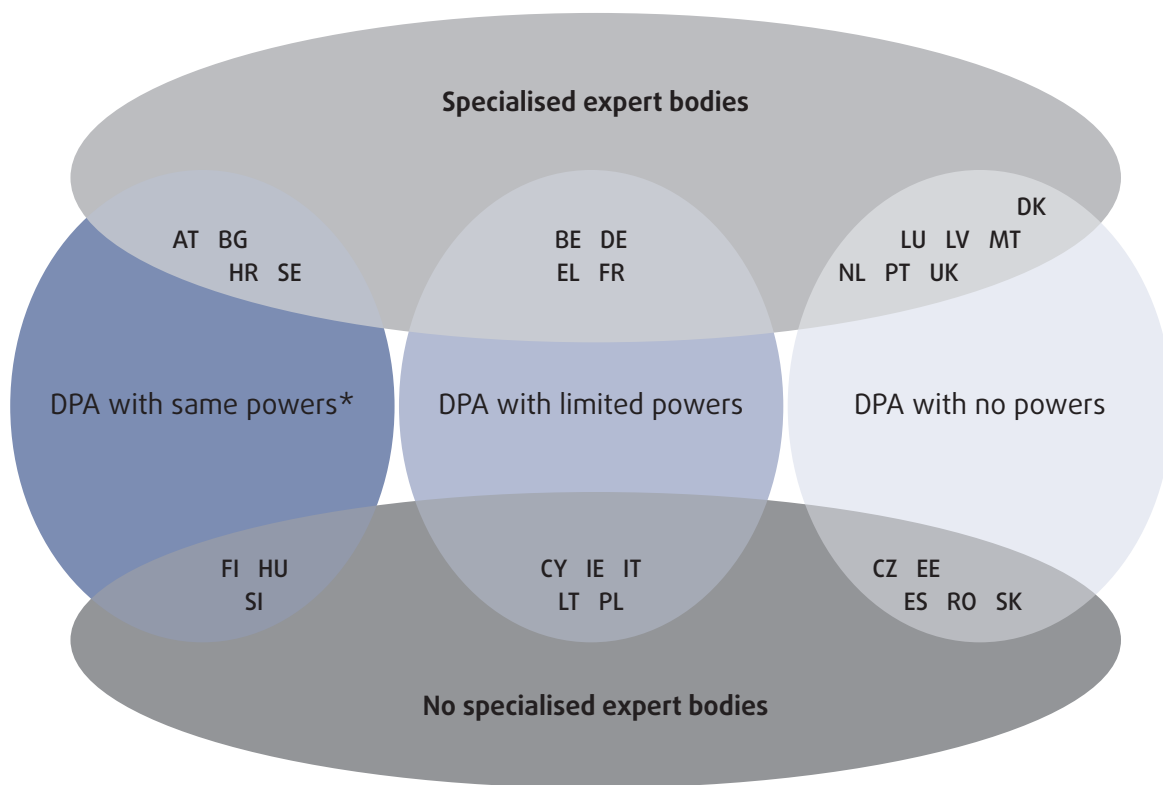 Specialised expert bodies
DK
AT BG
BE DE
LU LV MT
HR SE
EL FR
NL PT UK
DPA with same powers*
DPA with limited powers
DPA with no powers
FI HU
CY IE IT
CZ EE
SI
LT PL
ES RO SK
No specialised expert bodies